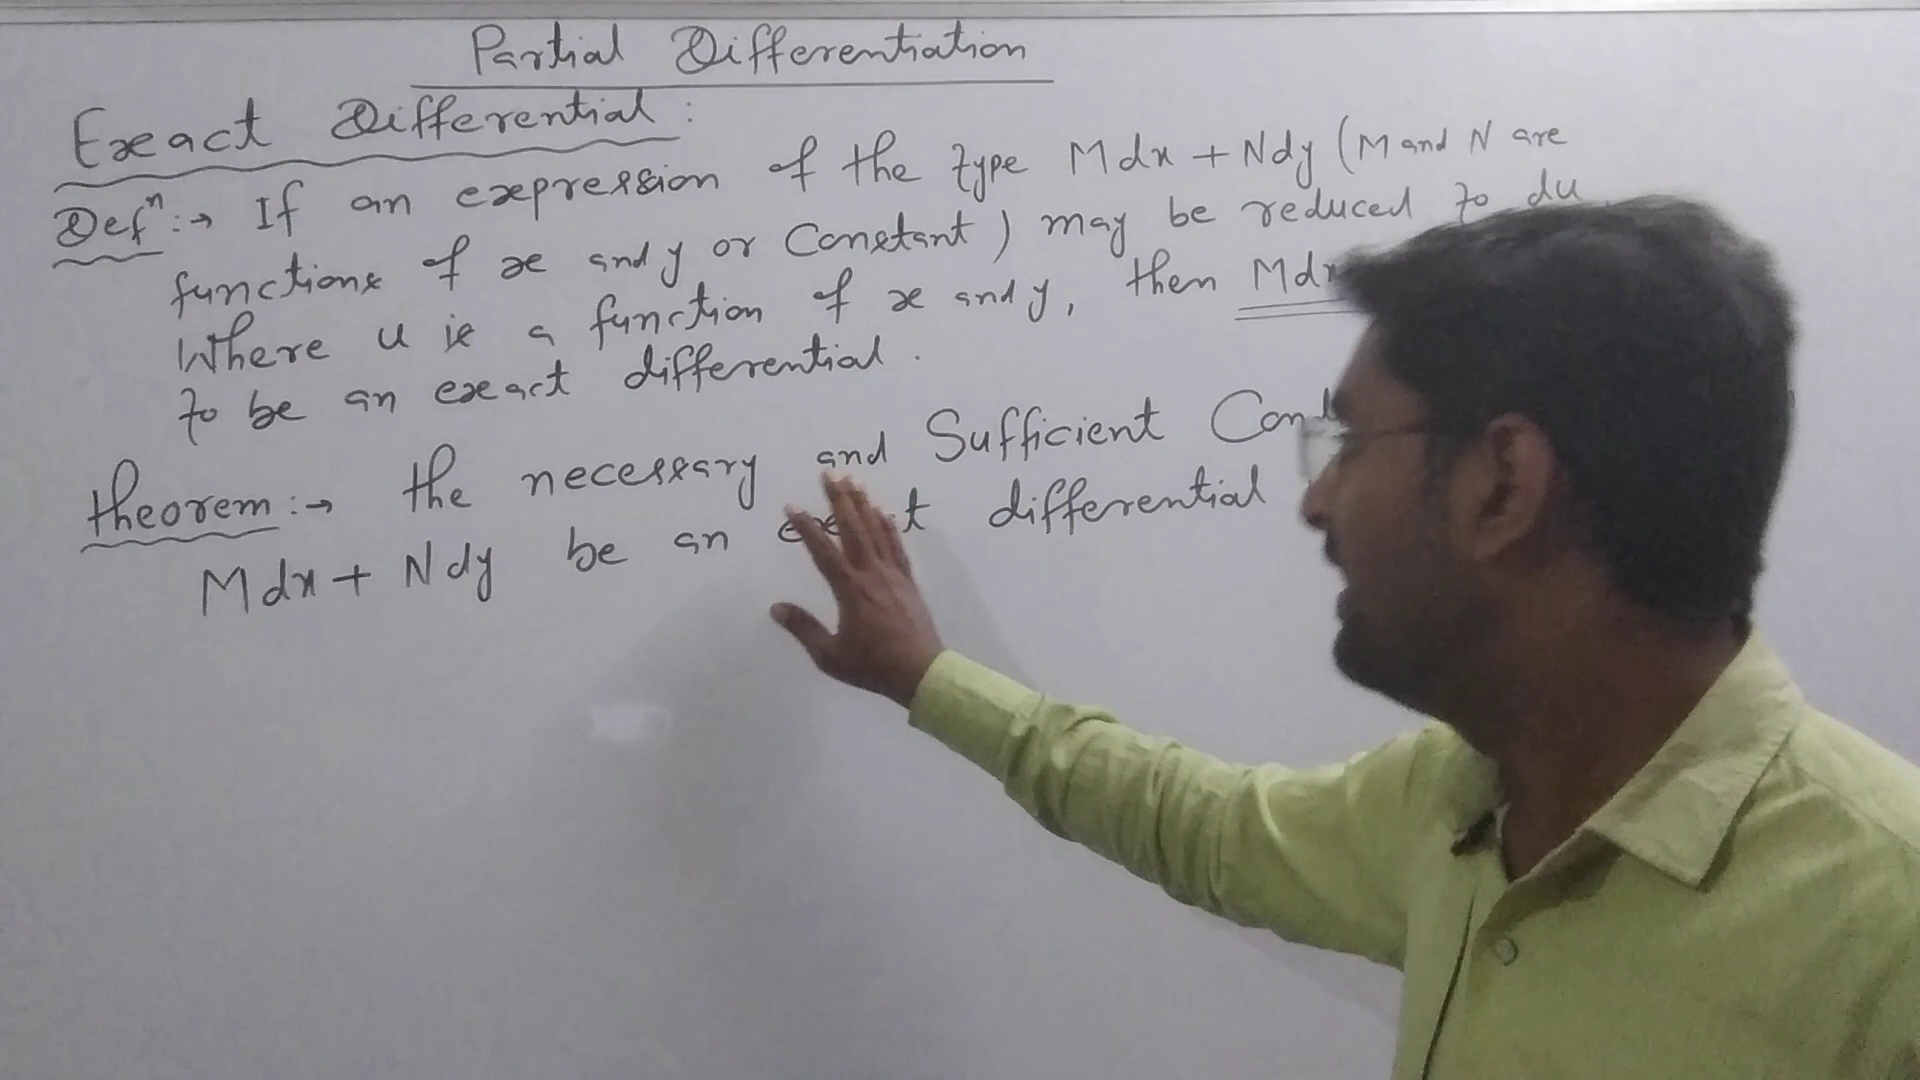 Partial Differentiation
Exact Differential :
Defⁿ :→ If an expression of the type Mdx + Ndy (M and N are
functions of x and y or Constant) may be reduced to du
Where u is a function of x and y, then Mdx
to be an exact differential.
theorem :→ the necessary and Sufficient
Mdx + Ndy be an differential